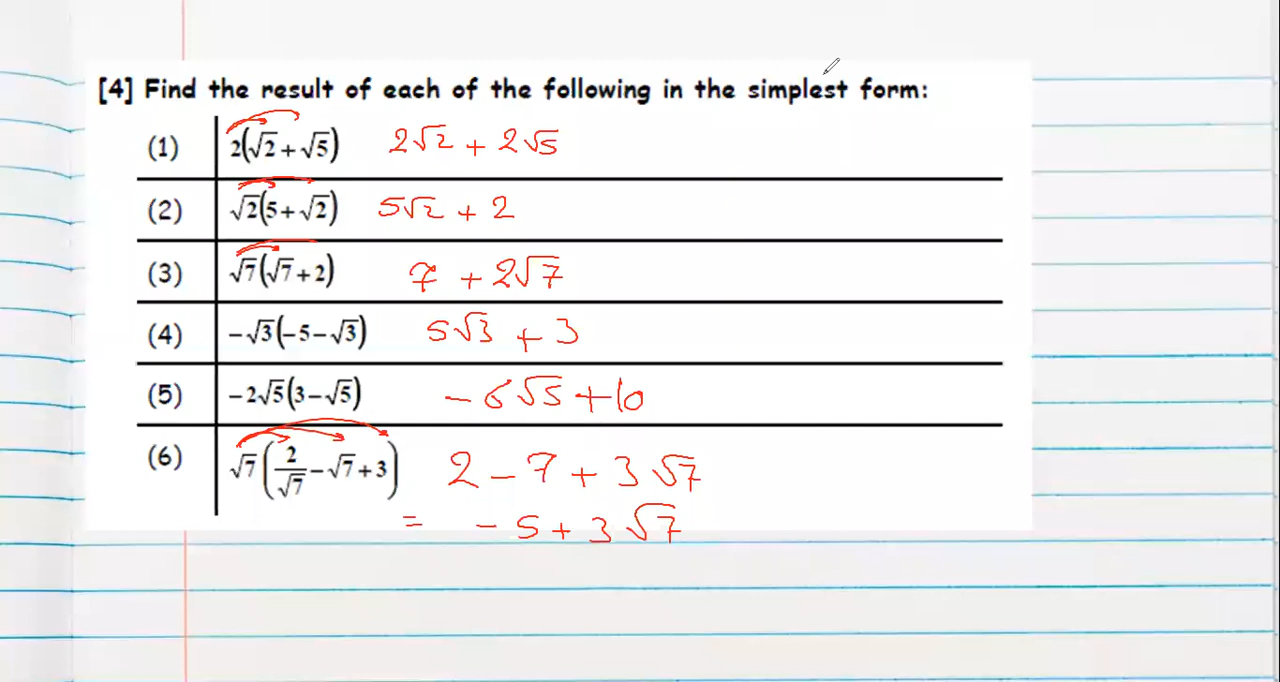 [4] Find the result of each of the following in the simplest form:
(1) 2(√2 + √5) 2√2 + 2√5
(2) √2(5 + √2) 5√2 + 2
(3) √7(√7 + 2) 7 + 2√7
(4) −√3(−5 − √3) 5√3 + 3
(5) −2√5(3 − √5) − 6√5 + 10
(6) √7(2/√7 − √7 + 3) 2 − 7 + 3√7
= − 5 + 3√7